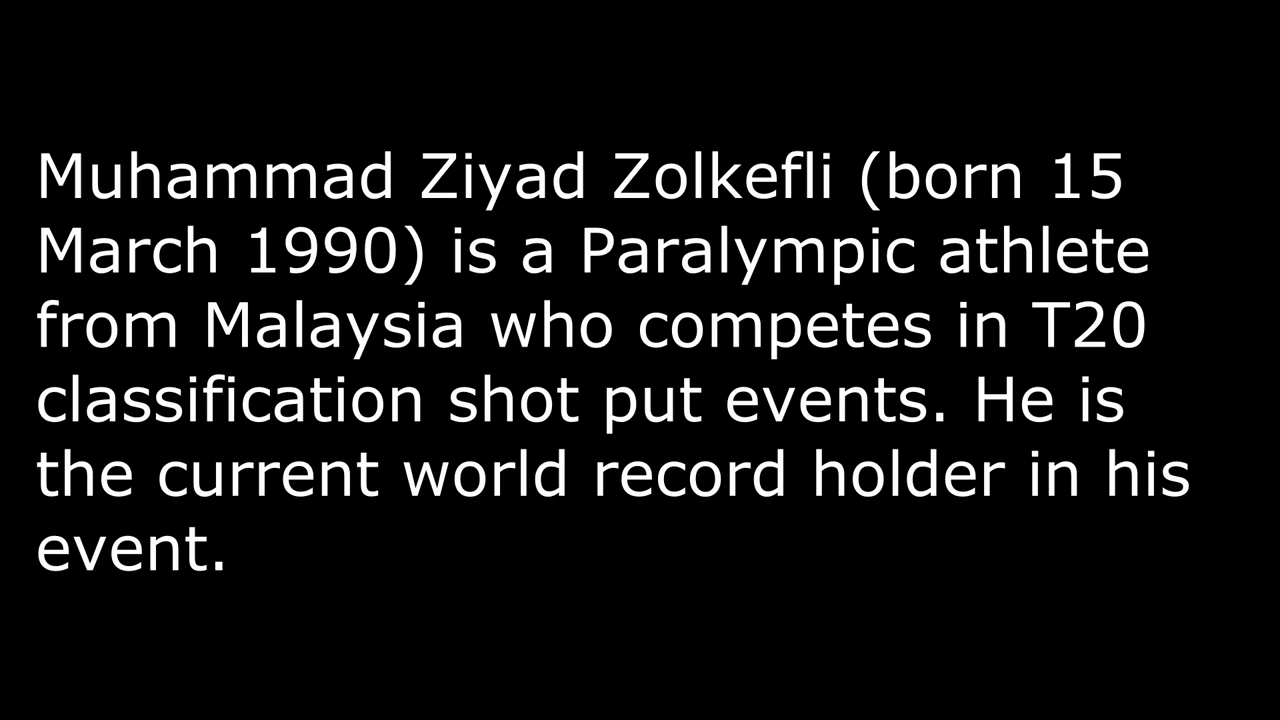 Muhammad Ziyad Zolkefli (born 15
March 1990) is a Paralympic athlete
from Malaysia who competes in T20
classification shot put events. He is
the current world record holder in his
event.